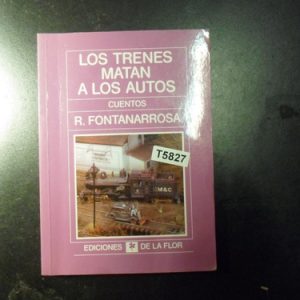 LOS TRENES
MATAN
A LOS AUTOS
CUENTOS
R. FONTANARROSA
T5827
M&C
EDICIONES DE LA FLOR